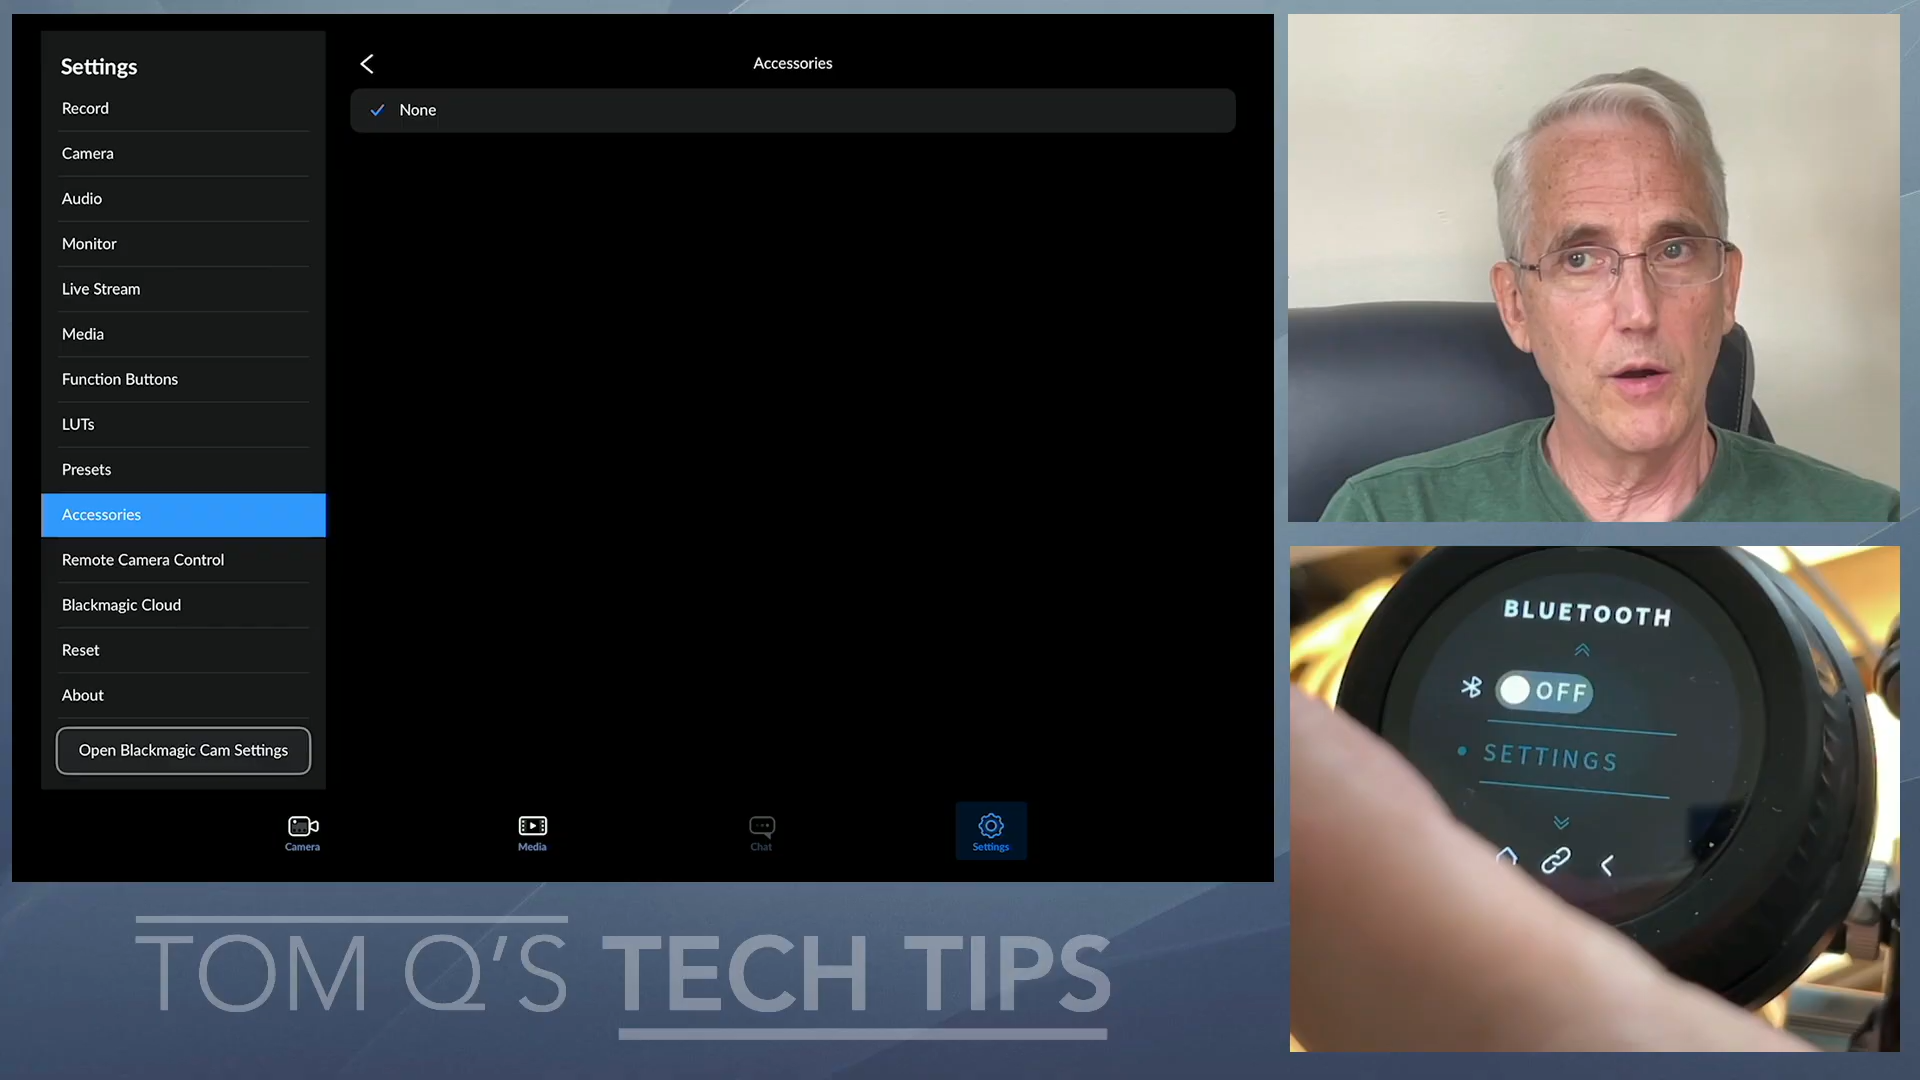 Settings
Record
Camera
Audio
Monitor
Live Stream
Media
Function Buttons
LUTs
Presets
Accessories
Remote Camera Control
Blackmagic Cloud
Reset
About
Open Blackmagic Cam Settings
Accessories
None
Camera
Media
Chat
Settings
BLUETOOTH
OFF
SETTINGS
TOM Q'S TECH TIPS